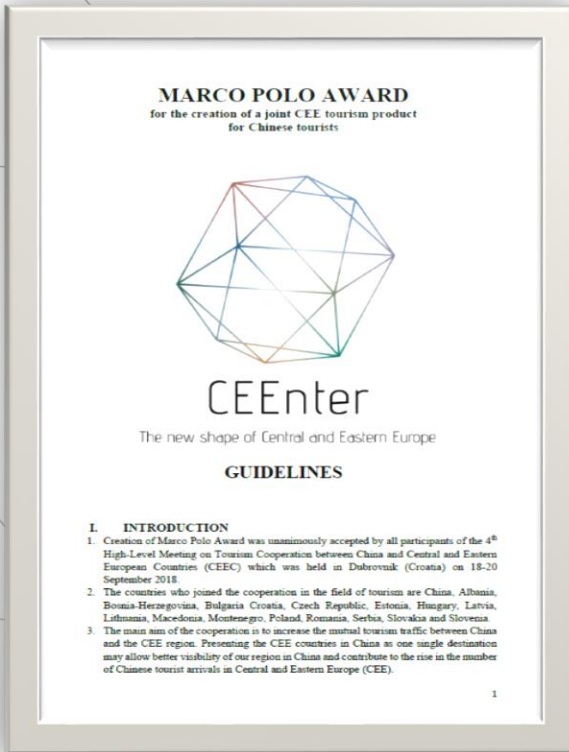 MARCO POLO AWARD
for the creation of a joint CEE tourism product
for Chinese tourists
CEEnter
The new shape of Central and Eastern Europe
GUIDELINES
I. INTRODUCTION
1. Creation of Marco Polo Award was unanimously accepted by all participants of the 4th
High-Level Meeting on Tourism Cooperation between China and Central and Eastern
European Countries (CEEC) which was held in Dubrovnik (Croatia) on 18-20
September 2018.
2. The countries who joined the cooperation in the field of tourism are China, Albania,
Bosnia-Herzegovina, Bulgaria Croatia, Czech Republic, Estonia, Hungary, Latvia,
Lithuania, Macedonia, Montenegro, Poland, Romania, Serbia, Slovakia and Slovenia.
3. The main aim of the cooperation is to increase the mutual tourism traffic between China
and the CEE region. Presenting the CEE countries in China as one single destination
may allow better visibility of our region in China and contribute to the rise in the number
of Chinese tourist arrivals in Central and Eastern Europe (CEE).
1